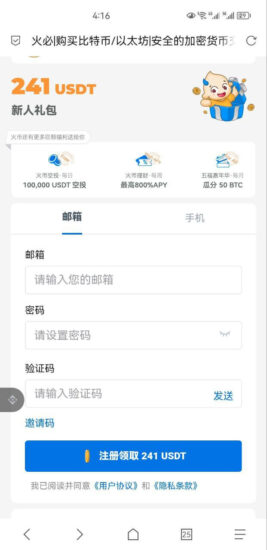 4:16
火必|购买比特币/以太坊|安全的加密货币
241 USDT
新人礼包
火币还有更多巨额福利送给你
火币空投·每日
火币理财·每周
五福嘉年华·每周
100,000 USDT 空投
最高800%APY
瓜分 50 BTC
邮箱
手机
邮箱
请输入您的邮箱
密码
请设置密码
验证码
请输入验证码
发送
邀请码
注册领取 241 USDT
我已阅读并同意《用户协议》和《隐私条款》
25